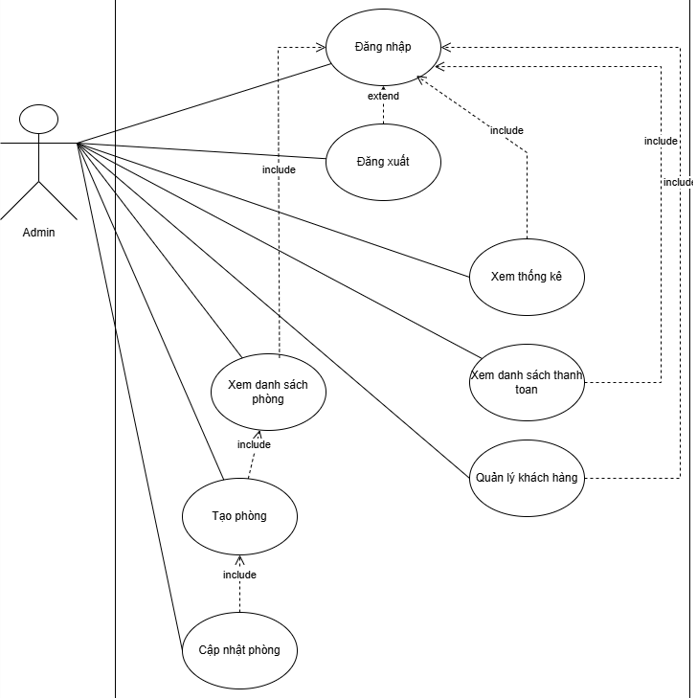 Đăng nhập
extend
include
Đăng xuất
include
include
include
Admin
Xem thống kê
Xem danh sách
phòng
Xem danh sách thanh
toan
include
Quản lý khách hàng
Tạo phòng
include
Cập nhật phòng